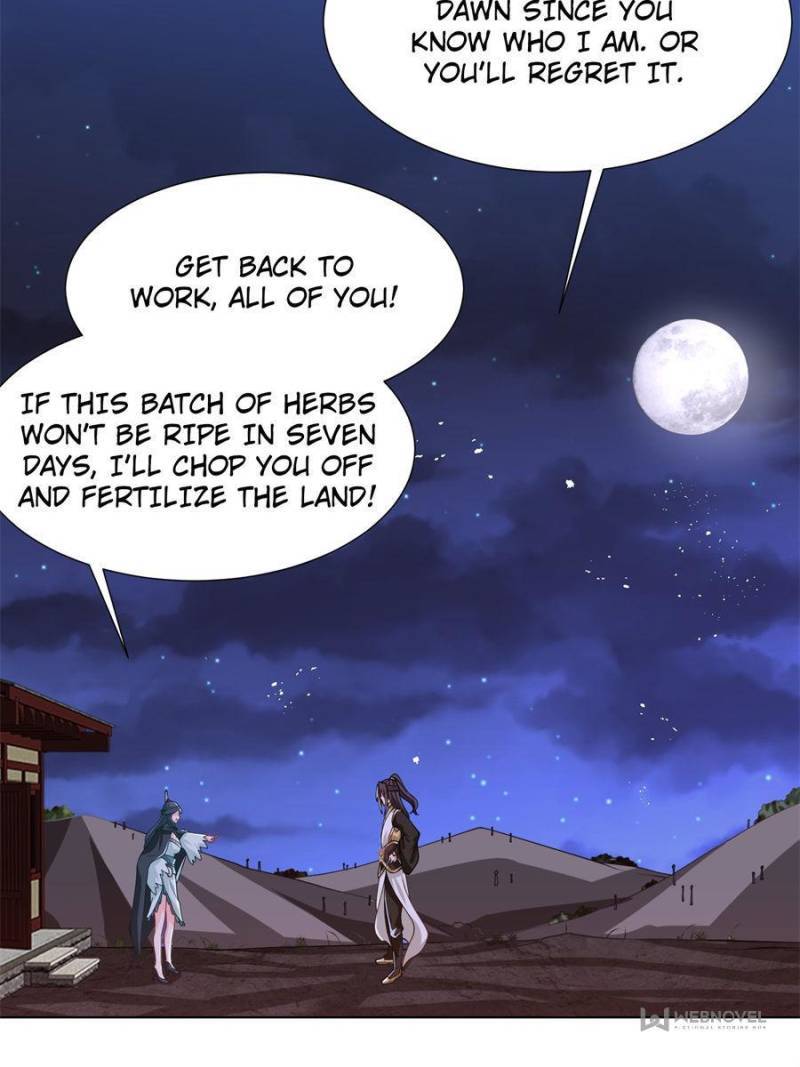 DAWN SINCE YOU
KNOW WHO I AM. OR
YOU'LL REGRET IT.
GET BACK TO
WORK, ALL OF YOU!
IF THIS BATCH OF HERBS
WON'T BE RIPE IN SEVEN
DAYS, I'LL CHOP YOU OFF
AND FERTILIZE THE LAND!
WEBNOVEL